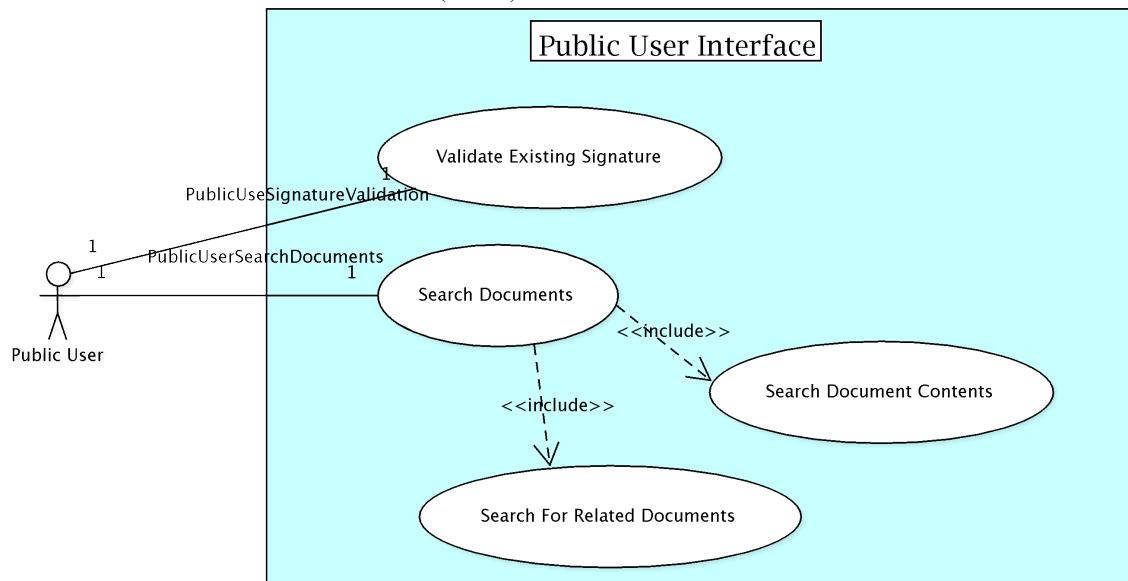 Public User Interface
Validate Existing Signature
1
PublicUseSignatureValidation
1
PublicUserSearchDocuments
1
1
Search Documents
<<include>>
Public User
Search Document Contents
<<include>>
Search For Related Documents